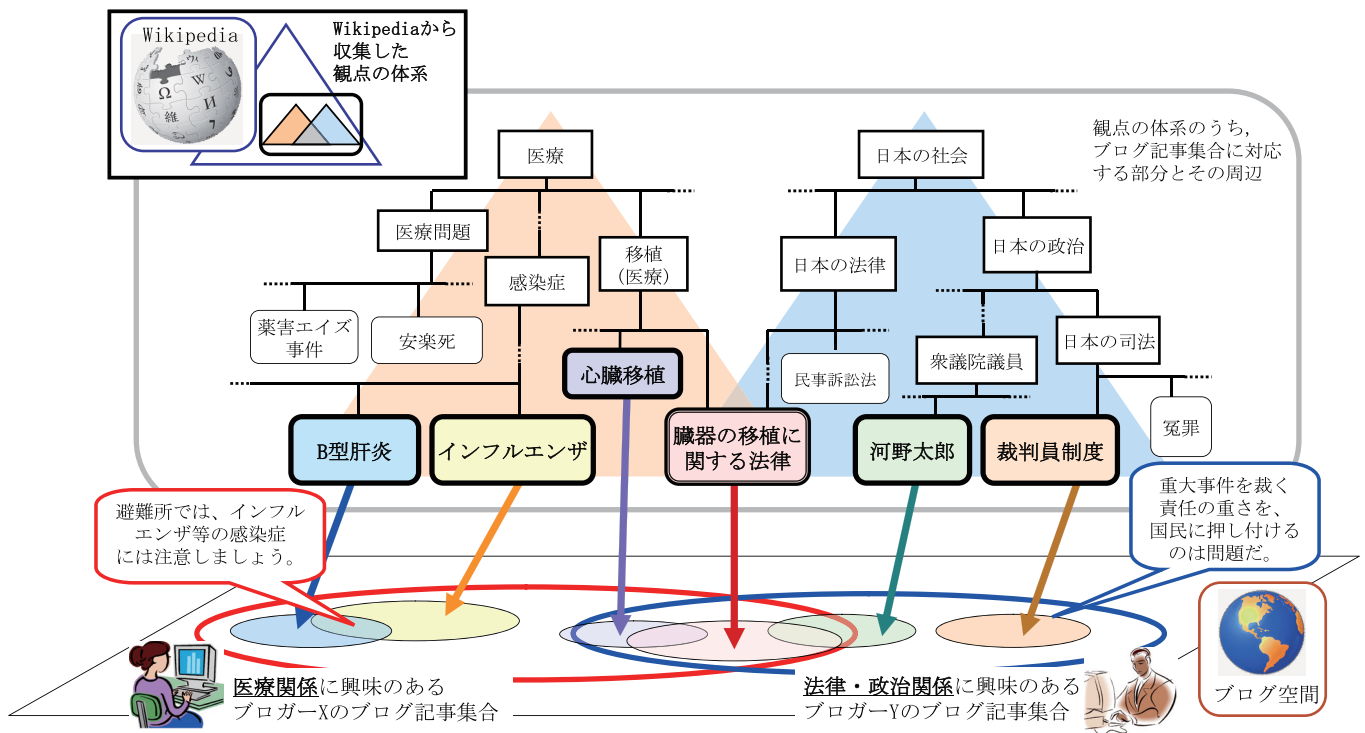 Wikipedia
Wikipediaから
収集した
観点の体系
観点の体系のうち,
ブログ記事集合に対応
する部分とその周辺
医療
日本の社会
医療問題
感染症
移植
(医療)
日本の法律
日本の政治
薬害エイズ
事件
安楽死
心臓移植
民事訴訟法
衆議院議員
日本の司法
冤罪
B型肝炎
インフルエンザ
臓器の移植に
関する法律
河野太郎
裁判員制度
避難所では、インフル
エンザ等の感染症
には注意しましょう。
重大事件を裁く
責任の重さを、
国民に押し付ける
のは問題だ。
医療関係に興味のある
ブロガーXのブログ記事集合
法律・政治関係に興味のある
ブロガーYのブログ記事集合
ブログ空間